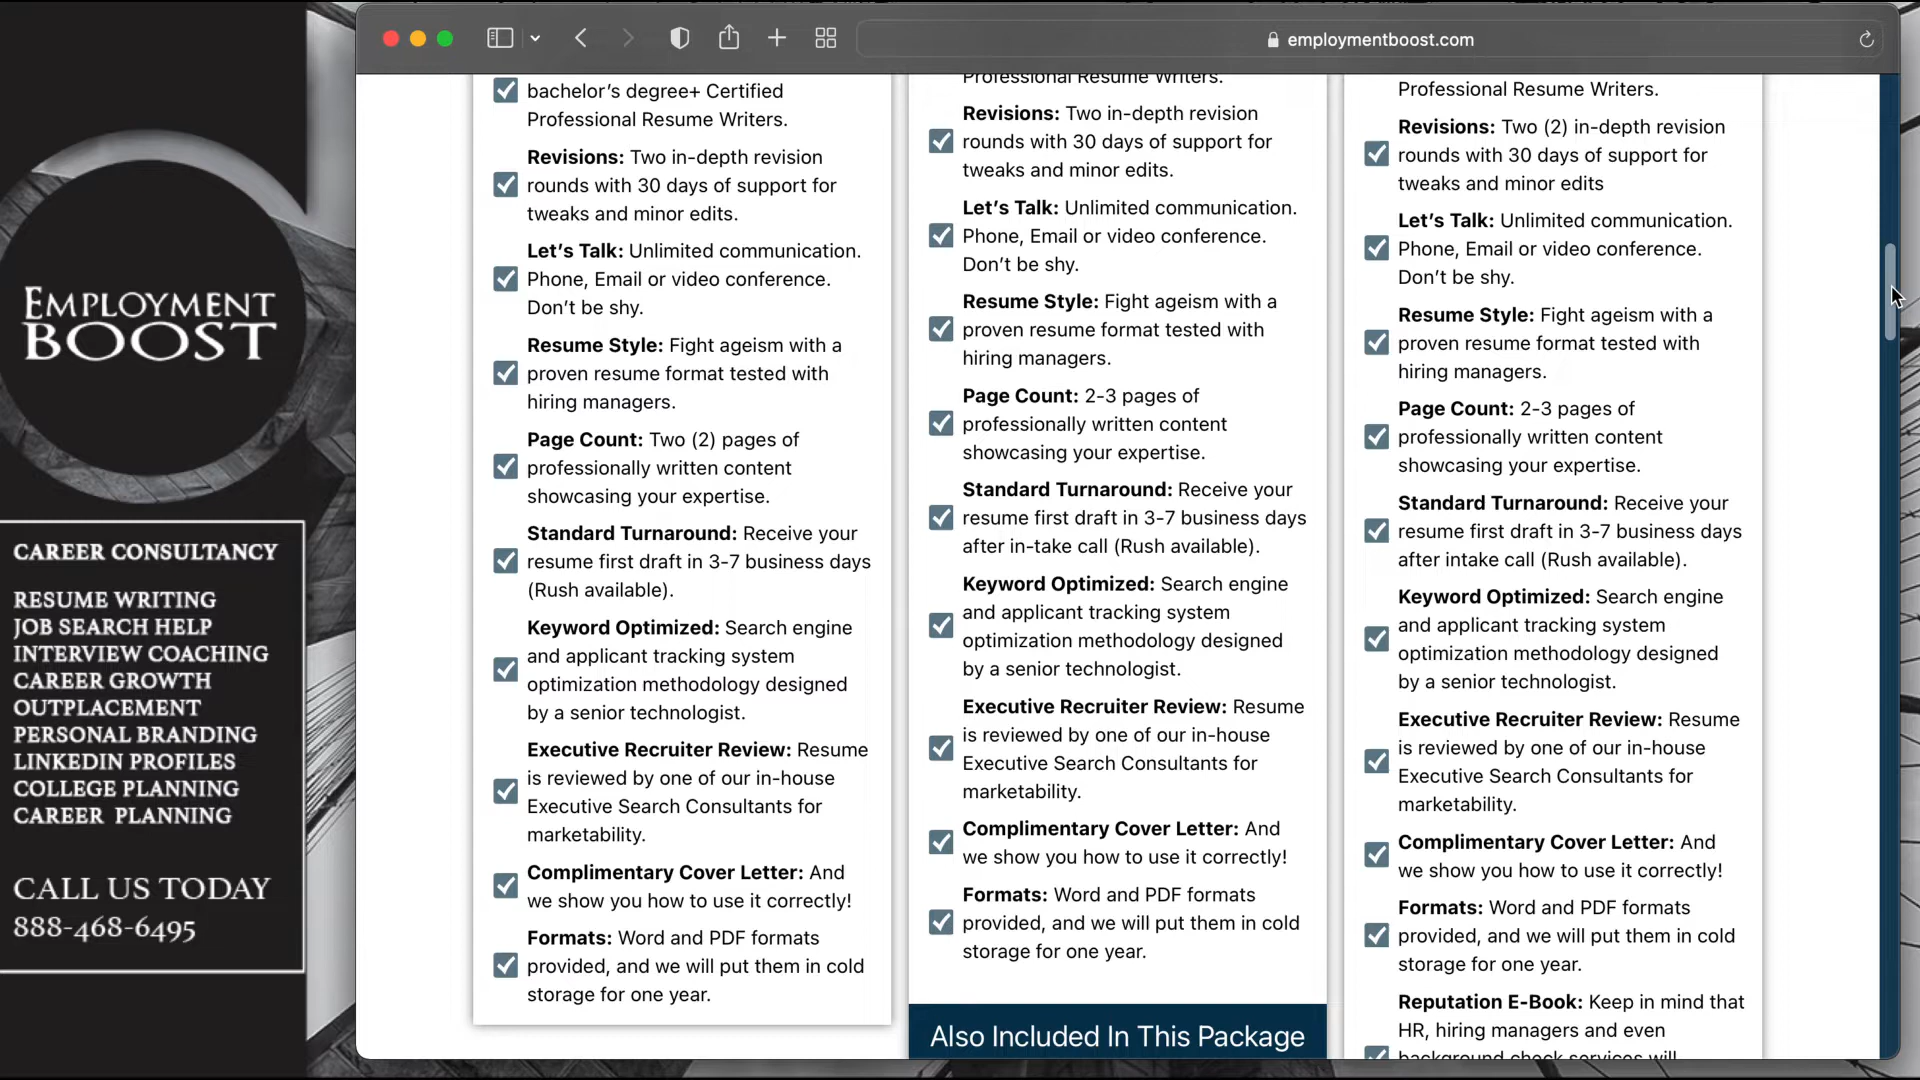 employmentboost.com
EMPLOYMENT
BOOST
CAREER CONSULTANCY
RESUME WRITING
JOB SEARCH HELP
INTERVIEW COACHING
CAREER GROWTH
OUTPLACEMENT
PERSONAL BRANDING
LINKEDIN PROFILES
COLLEGE PLANNING
CAREER PLANNING
CALL US TODAY
888-468-6495
bachelor's degree+ Certified
Professional Resume Writers.
Revisions: Two in-depth revision
rounds with 30 days of support for
tweaks and minor edits.
Let's Talk: Unlimited communication.
Phone, Email or video conference.
Don't be shy.
Resume Style: Fight ageism with a
proven resume format tested with
hiring managers.
Page Count: Two (2) pages of
professionally written content
showcasing your expertise.
Standard Turnaround: Receive your
resume first draft in 3-7 business days
(Rush available).
Keyword Optimized: Search engine
and applicant tracking system
optimization methodology designed
by a senior technologist.
Executive Recruiter Review: Resume
is reviewed by one of our in-house
Executive Search Consultants for
marketability.
Complimentary Cover Letter: And
we show you how to use it correctly!
Formats: Word and PDF formats
provided, and we will put them in cold
storage for one year.
Professional Resume Writers.
Revisions: Two in-depth revision
rounds with 30 days of support for
tweaks and minor edits.
Let's Talk: Unlimited communication.
Phone, Email or video conference.
Don't be shy.
Resume Style: Fight ageism with a
proven resume format tested with
hiring managers.
Page Count: 2-3 pages of
professionally written content
showcasing your expertise.
Standard Turnaround: Receive your
resume first draft in 3-7 business days
after in-take call (Rush available).
Keyword Optimized: Search engine
and applicant tracking system
optimization methodology designed
by a senior technologist.
Executive Recruiter Review: Resume
is reviewed by one of our in-house
Executive Search Consultants for
marketability.
Complimentary Cover Letter: And
we show you how to use it correctly!
Formats: Word and PDF formats
provided, and we will put them in cold
storage for one year.
Also Included In This Package
Professional Resume Writers.
Revisions: Two (2) in-depth revision
rounds with 30 days of support for
tweaks and minor edits
Let's Talk: Unlimited communication.
Phone, Email or video conference.
Don't be shy.
Resume Style: Fight ageism with a
proven resume format tested with
hiring managers.
Page Count: 2-3 pages of
professionally written content
showcasing your expertise.
Standard Turnaround: Receive your
resume first draft in 3-7 business days
after intake call (Rush available).
Keyword Optimized: Search engine
and applicant tracking system
optimization methodology designed
by a senior technologist.
Executive Recruiter Review: Resume
is reviewed by one of our in-house
Executive Search Consultants for
marketability.
Complimentary Cover Letter: And
we show you how to use it correctly!
Formats: Word and PDF formats
provided, and we will put them in cold
storage for one year.
Reputation E-Book: Keep in mind that
HR, hiring managers and even
background check services will